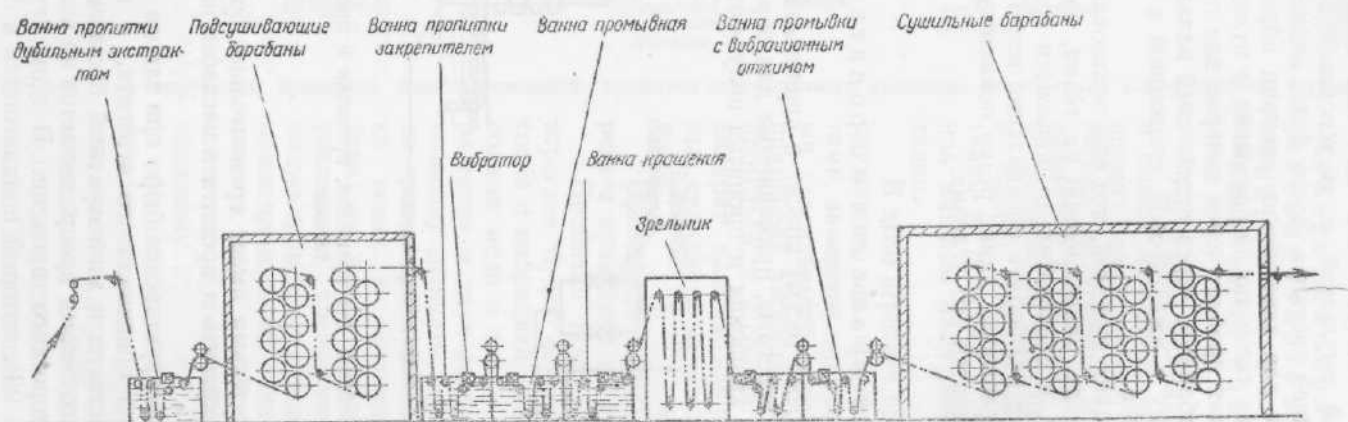 Ванна пропитки
дубильным экстрак-
том
Подсушивающие
барабаны
Ванна пропитки
закрепителем
Ванна промывная
Ванна промывки
с вибрационным
отжимом
Сушильные барабаны
Вибратор
Ванна крашения
Зрельник